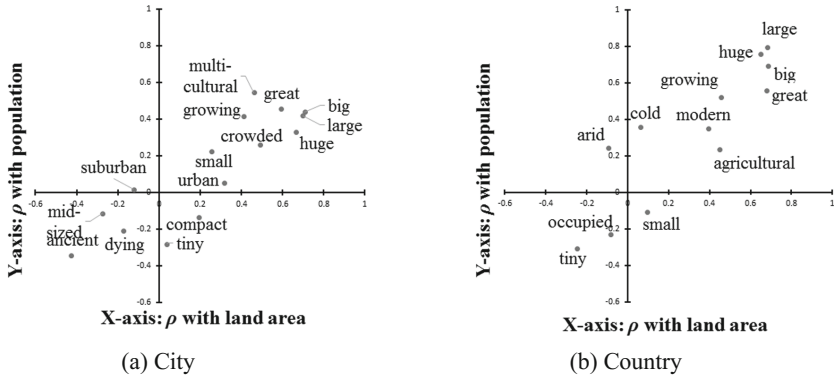 1
0.8
0.6
0.4
0.2
0
-0.2
-0.4
-0.6
-0.6 -0.4 -0.2 0 0.2 0.4 0.6 0.8 1
multi-
cultural
great
growing
big
large
crowded
huge
small
suburban
urban
mid-
sized
compact
ancient
dying
tiny
Y-axis: ρ with population
X-axis: ρ with land area
(a) City
1
0.8
0.6
0.4
0.2
0
-0.2
-0.4
-0.6
-0.6 -0.4 -0.2 0 0.2 0.4 0.6 0.8 1
large
huge
big
growing
great
cold
modern
arid
agricultural
occupied
small
tiny
Y-axis: ρ with population
X-axis: ρ with land area
(b) Country